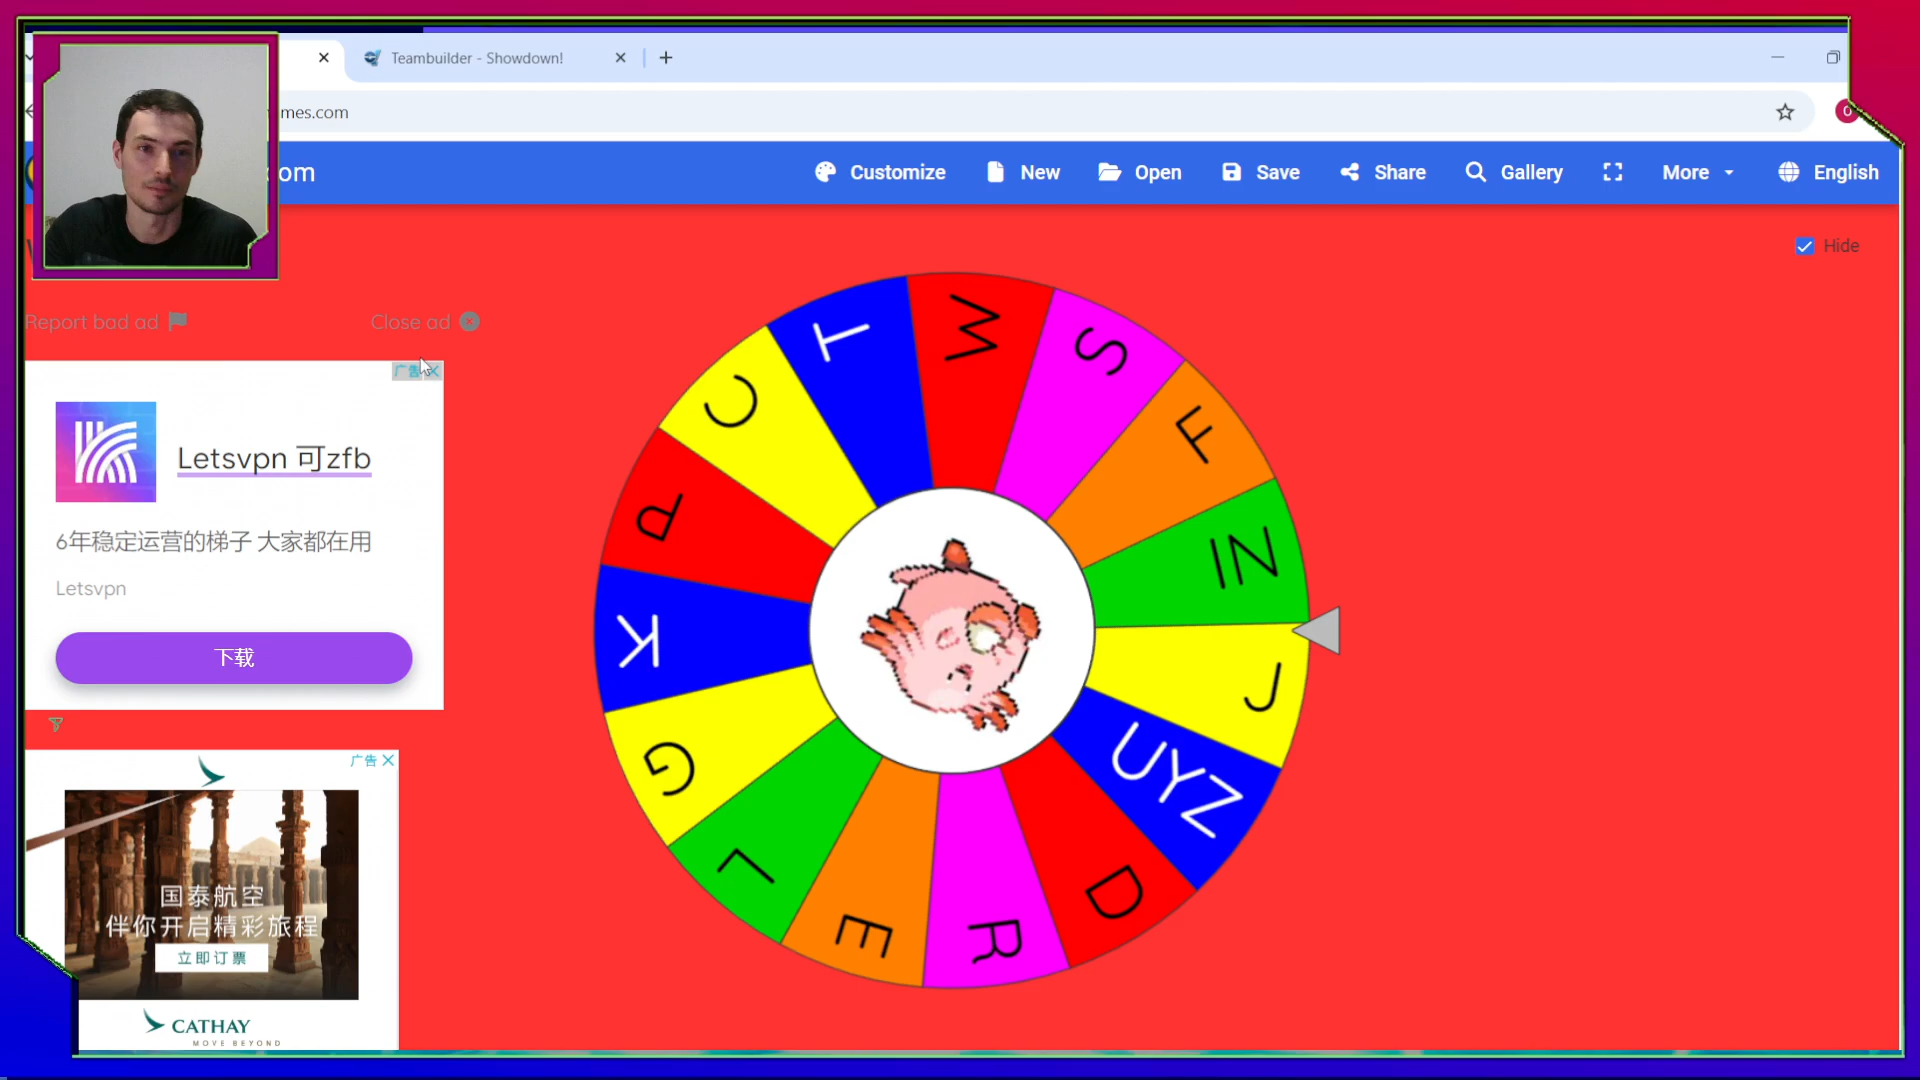 Teambuilder - Showdown!
mes.com
om
Customize
New
Open
Save
Share
Gallery
More
English
Hide
Report bad ad
Close ad
广告
Letsvpn 可zfb
6年稳定运营的梯子 大家都在用
Letsvpn
下载
广告
国泰航空
伴你开启精彩旅程
立即订票
CATHAY
MOVE BEYOND
W
S
F
IN
J
UYZ
D
R
E
L
G
K
P
C
T